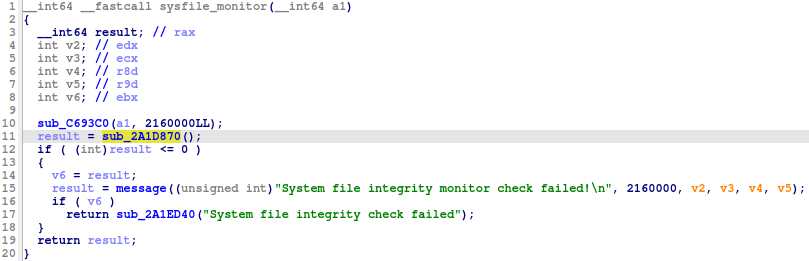 1 __int64 __fastcall sysfile_monitor(__int64 a1)
2 {
3   __int64 result; // rax
4   int v2; // edx
5   int v3; // ecx
6   int v4; // r8d
7   int v5; // r9d
8   int v6; // ebx
9
10   sub_C693C0(a1, 2160000LL);
11   result = sub_2A1D870();
12   if ( (int)result <= 0 )
13   {
14     v6 = result;
15     result = message((unsigned int)"System file integrity monitor check failed!\n", 2160000, v2, v3, v4, v5);
16     if ( v6 )
17       return sub_2A1ED40("System file integrity check failed");
18   }
19   return result;
20 }